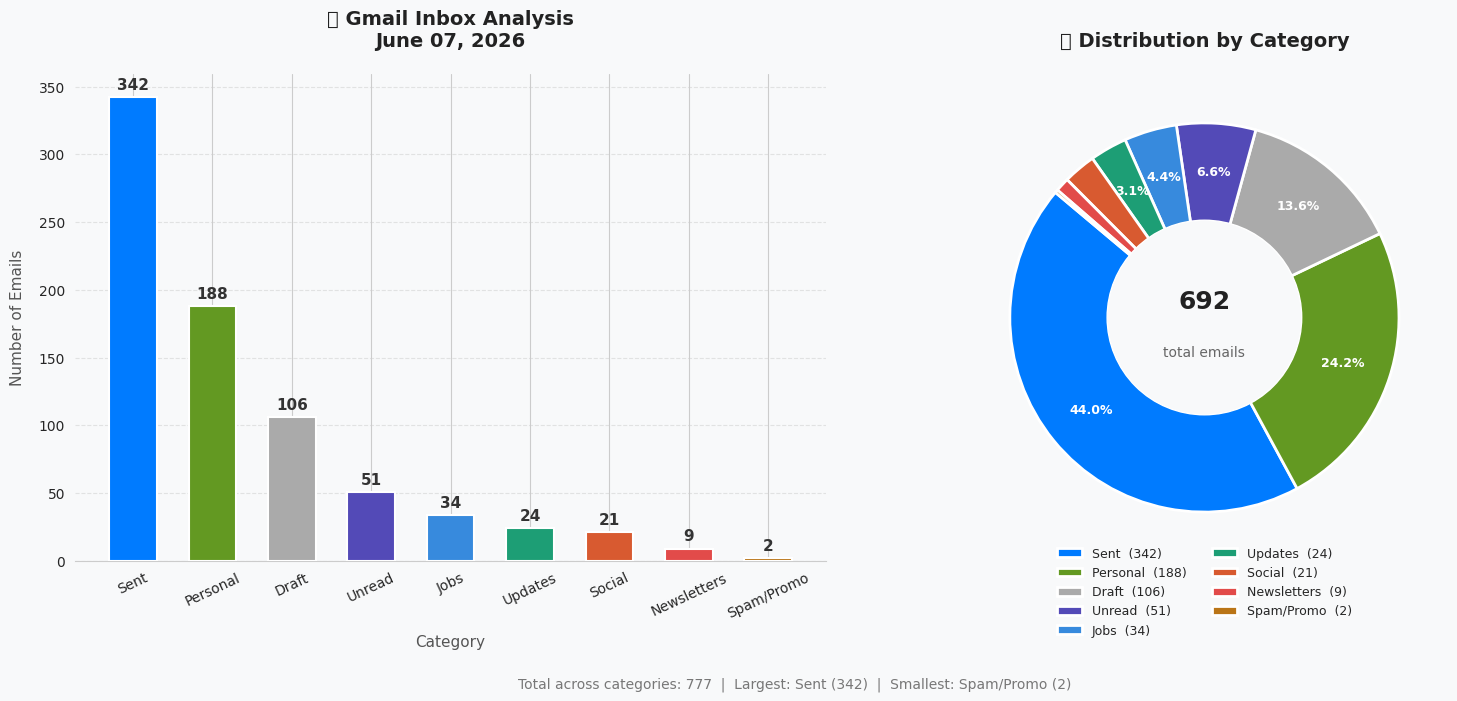 ▯ Gmail Inbox Analysis
June 07, 2026
Number of Emails
350
300
250
200
150
100
50
0
342
188
106
51
34
24
21
9
2
Sent
Personal
Draft
Unread
Jobs
Updates
Social
Newsletters
Spam/Promo
Category
▯ Distribution by Category
3.1%
4.4%
6.6%
13.6%
24.2%
44.0%
692
total emails
Sent (342)
Personal (188)
Draft (106)
Unread (51)
Jobs (34)
Updates (24)
Social (21)
Newsletters (9)
Spam/Promo (2)
Total across categories: 777 | Largest: Sent (342) | Smallest: Spam/Promo (2)